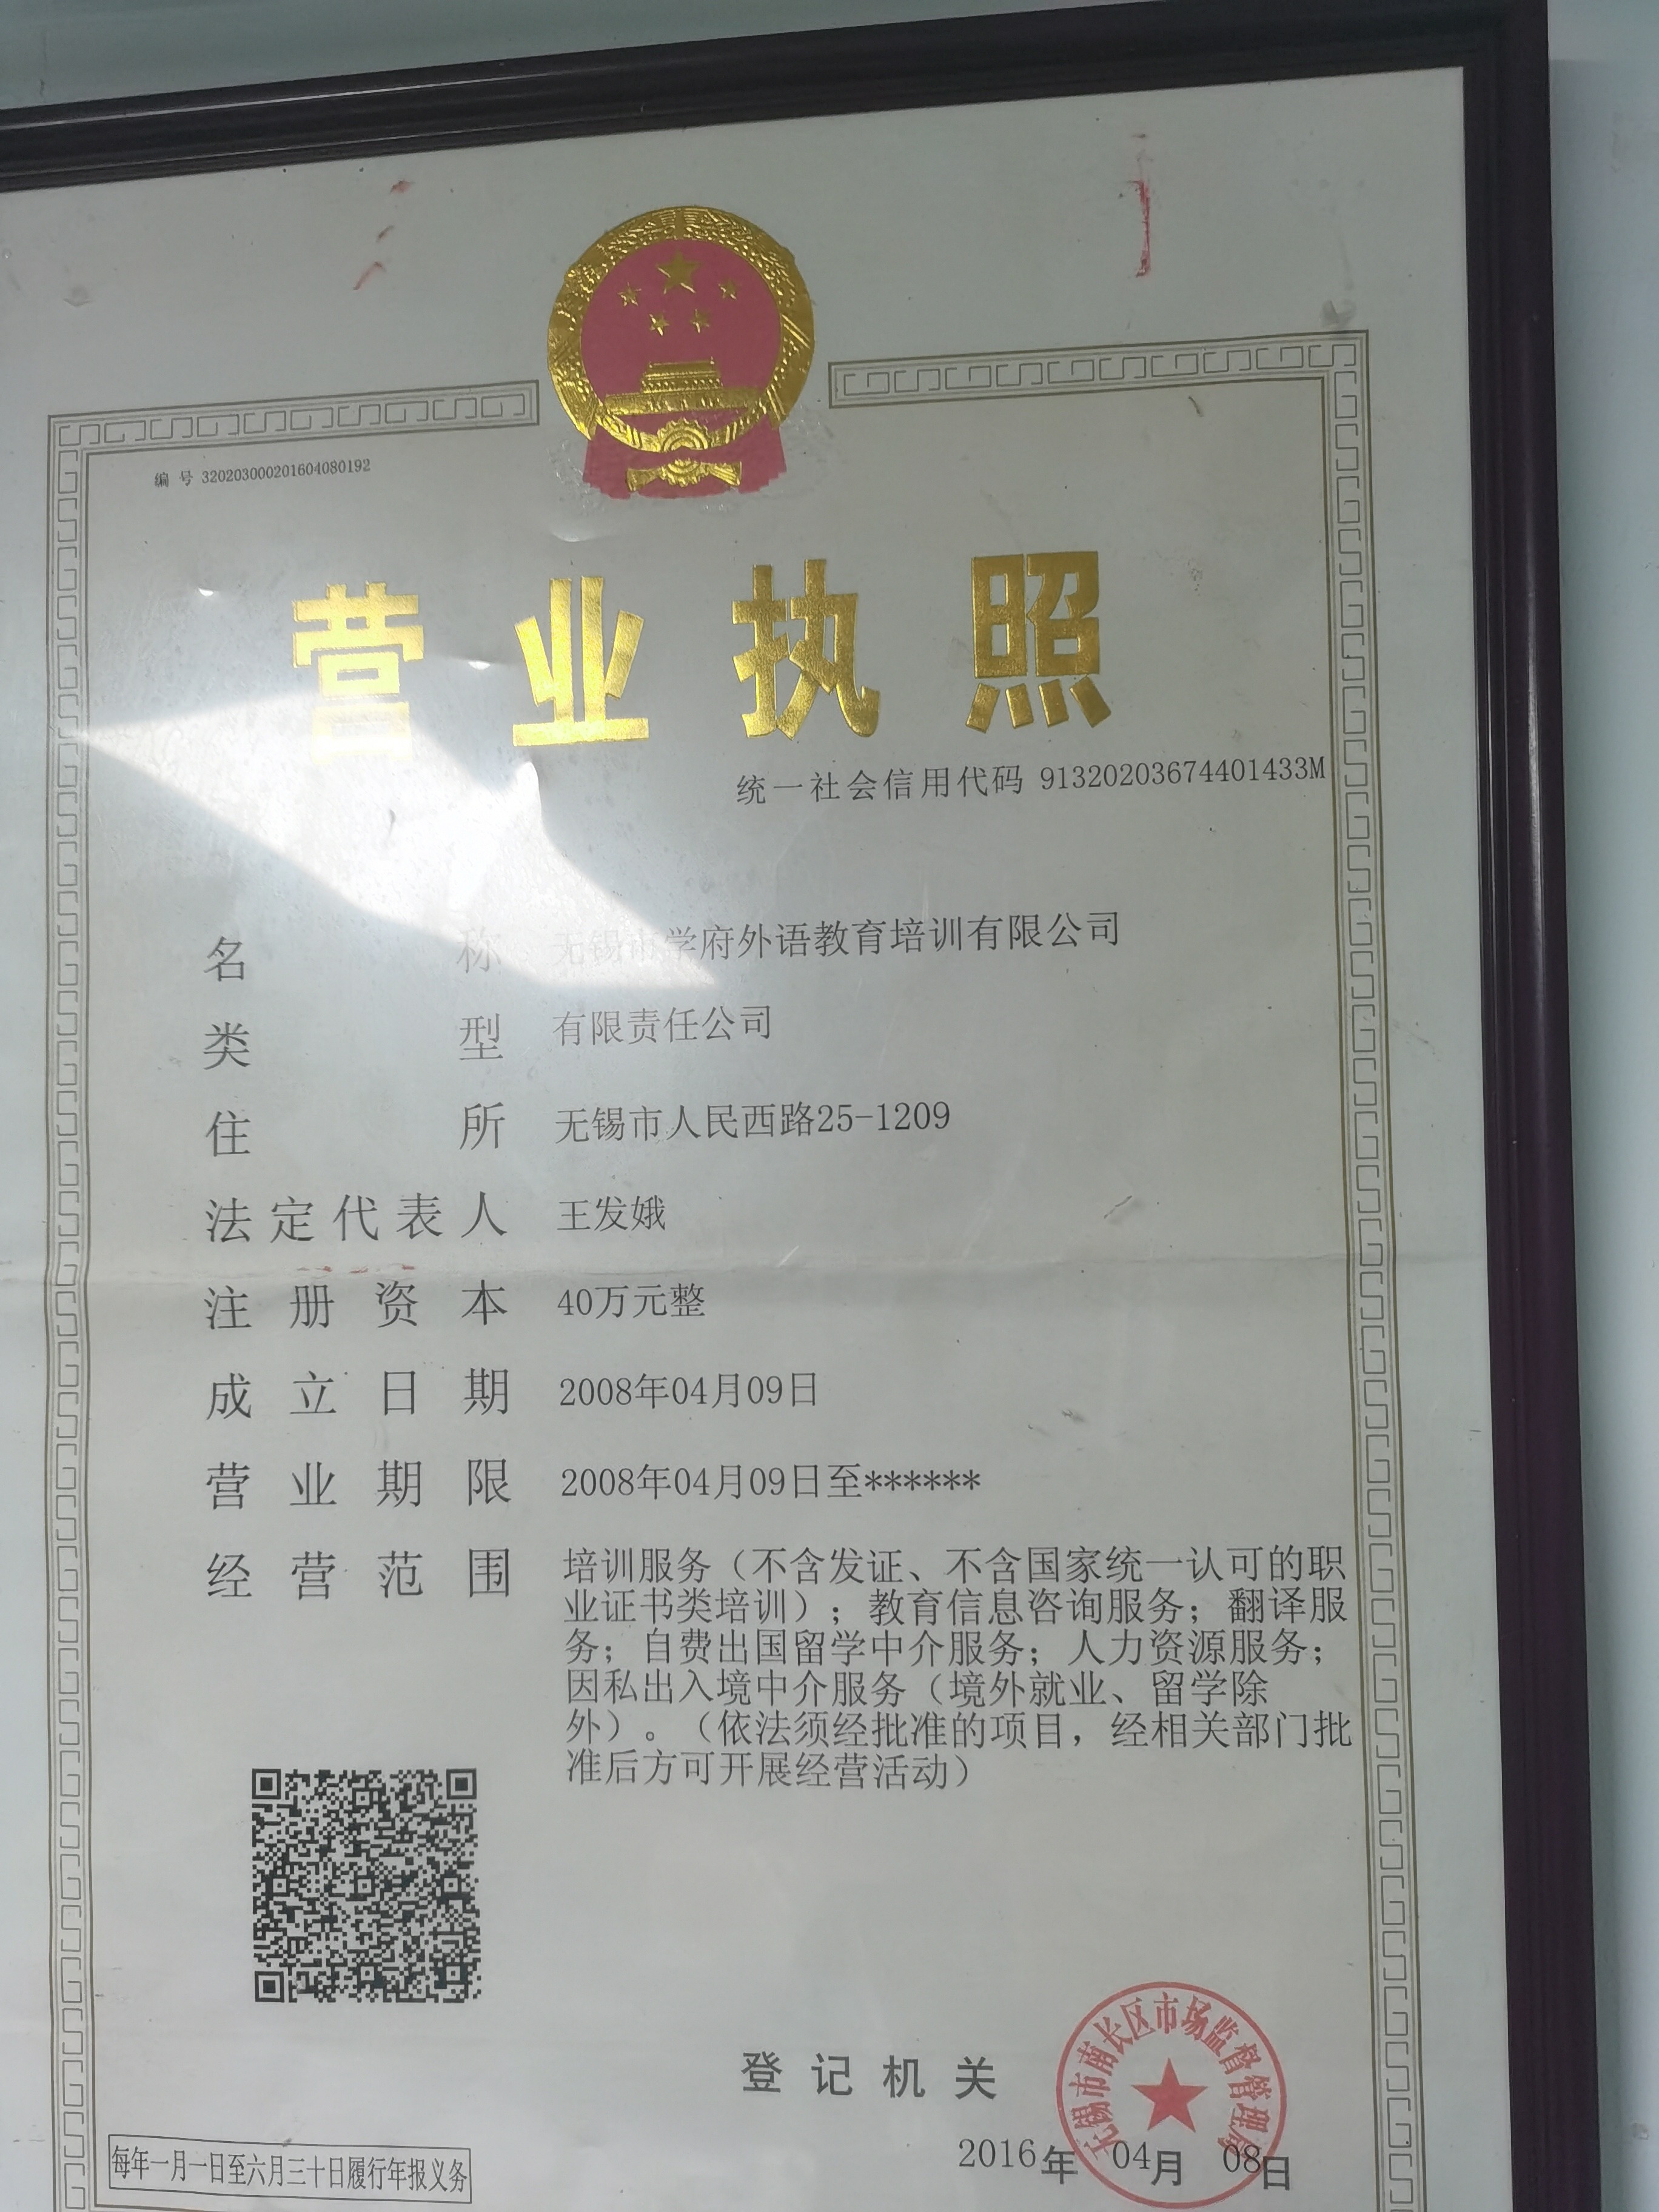 编 号 320203000201604080192
营业执照
统一社会信用代码 91320203674401433M
名称 无锡市学府外语教育培训有限公司
类型 有限责任公司
住所 无锡市人民西路25-1209
法定代表人 王发娥
注册资本 40万元整
成立日期 2008年04月09日
营业期限 2008年04月09日至******
经营范围 培训服务（不含发证、不含国家统一认可的职
业证书类培训）；教育信息咨询服务；翻译服
务；自费出国留学中介服务；人力资源服务；
因私出入境中介服务（境外就业、留学除
外）。（依法须经批准的项目，经相关部门批
准后方可开展经营活动）
登记机关
无锡市南长区市场监督管理局
2016年 04月 08日
每年一月一日至六月三十日履行年报义务